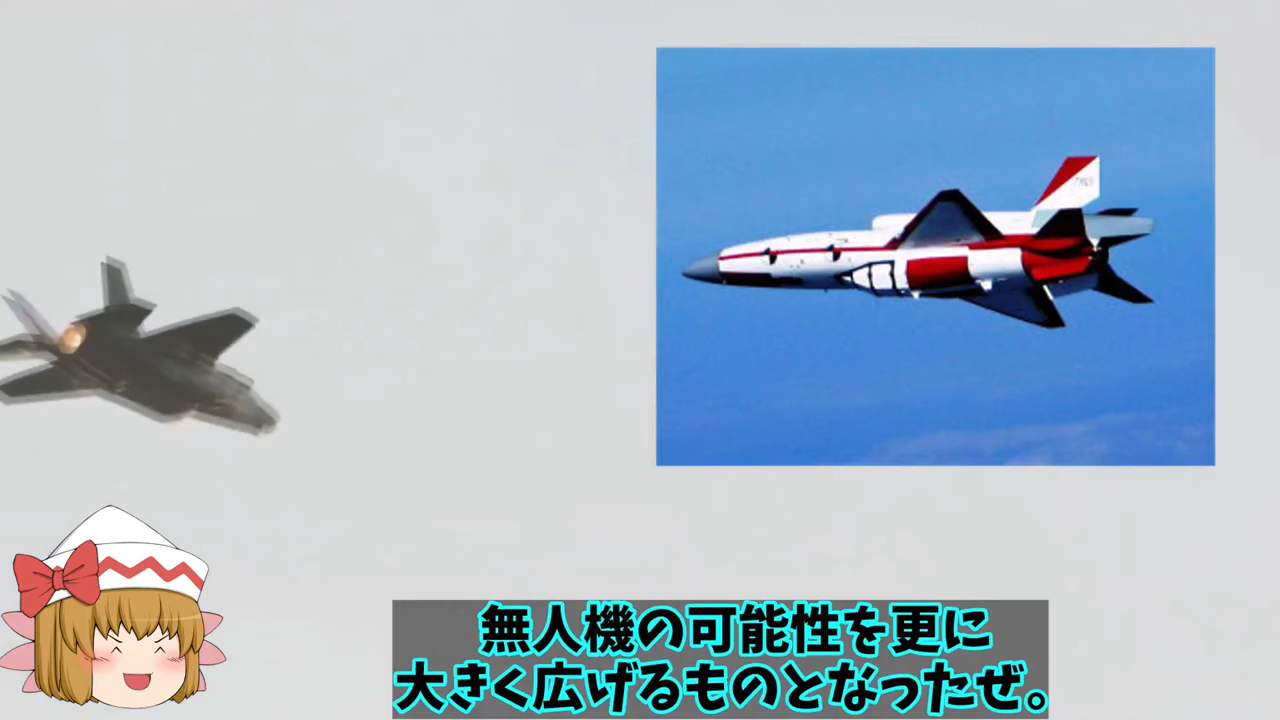 無人機の可能性を更に
大きく広げるものとなったぜ。